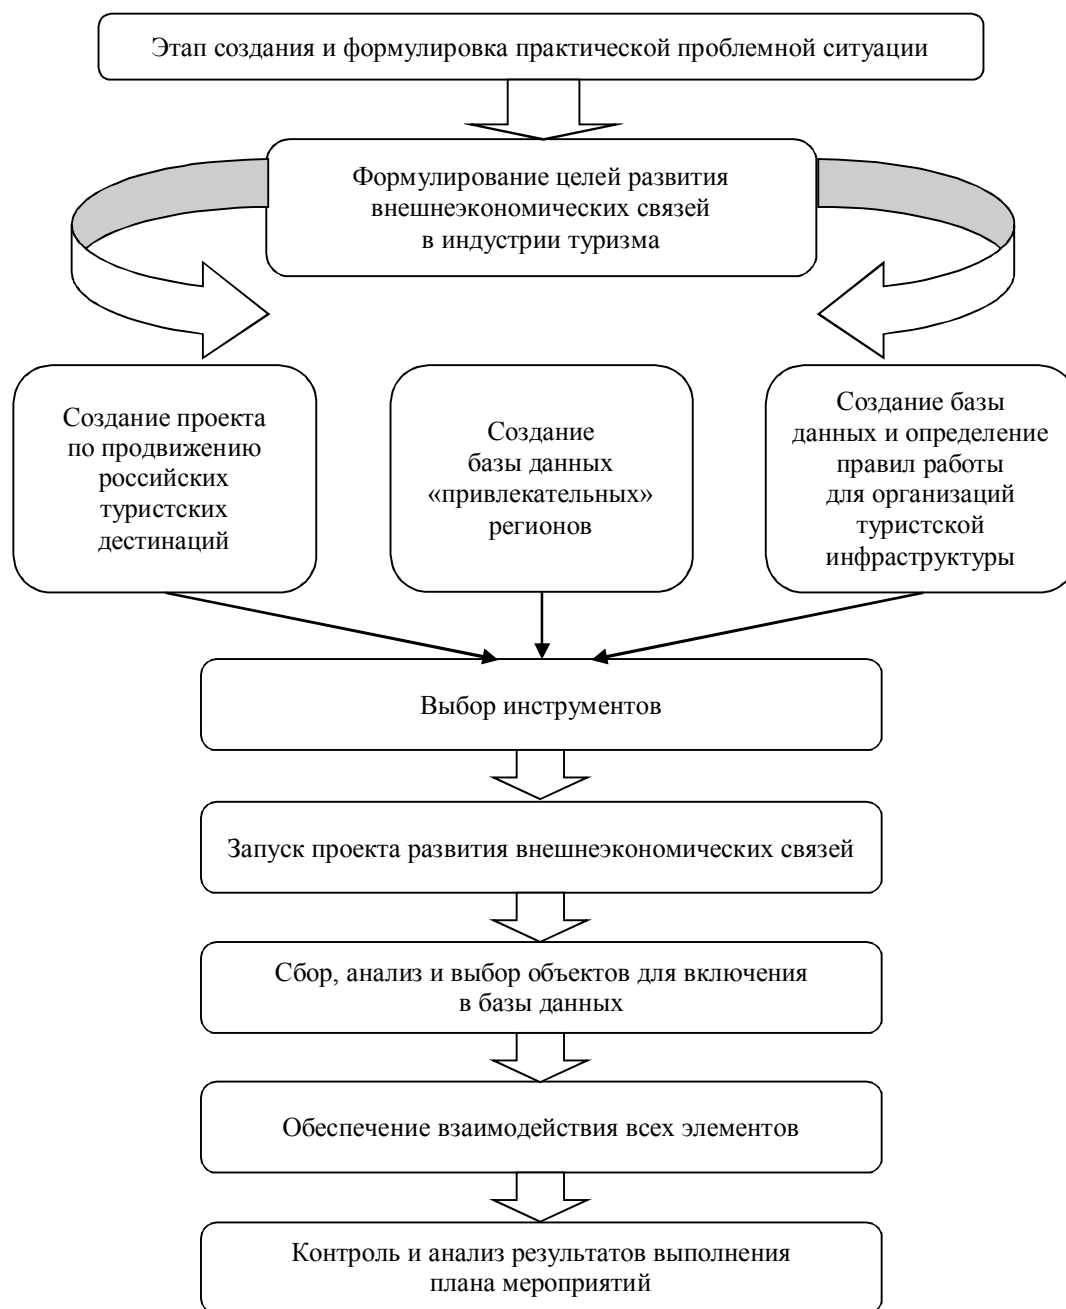 Этап создания и формулировка практической проблемной ситуации
Формулирование целей развития
внешнеэкономических связей
в индустрии туризма
Создание проекта
по продвижению
российских
туристских
дестинаций
Создание
базы данных
«привлекательных»
регионов
Создание базы
данных и определение
правил работы
для организаций
туристской
инфраструктуры
Выбор инструментов
Запуск проекта развития внешнеэкономических связей
Сбор, анализ и выбор объектов для включения
в базы данных
Обеспечение взаимодействия всех элементов
Контроль и анализ результатов выполнения
плана мероприятий